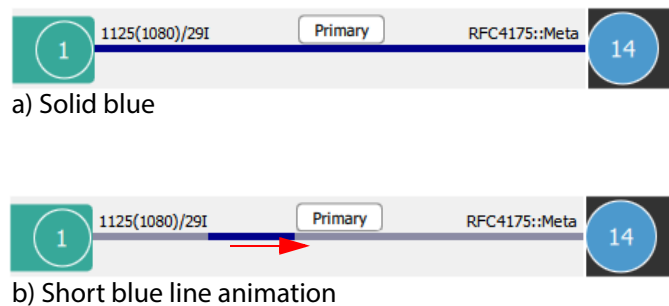 1 1125(1080)/29I Primary RFC4175::Meta 14
a) Solid blue
1 1125(1080)/29I Primary RFC4175::Meta 14
b) Short blue line animation